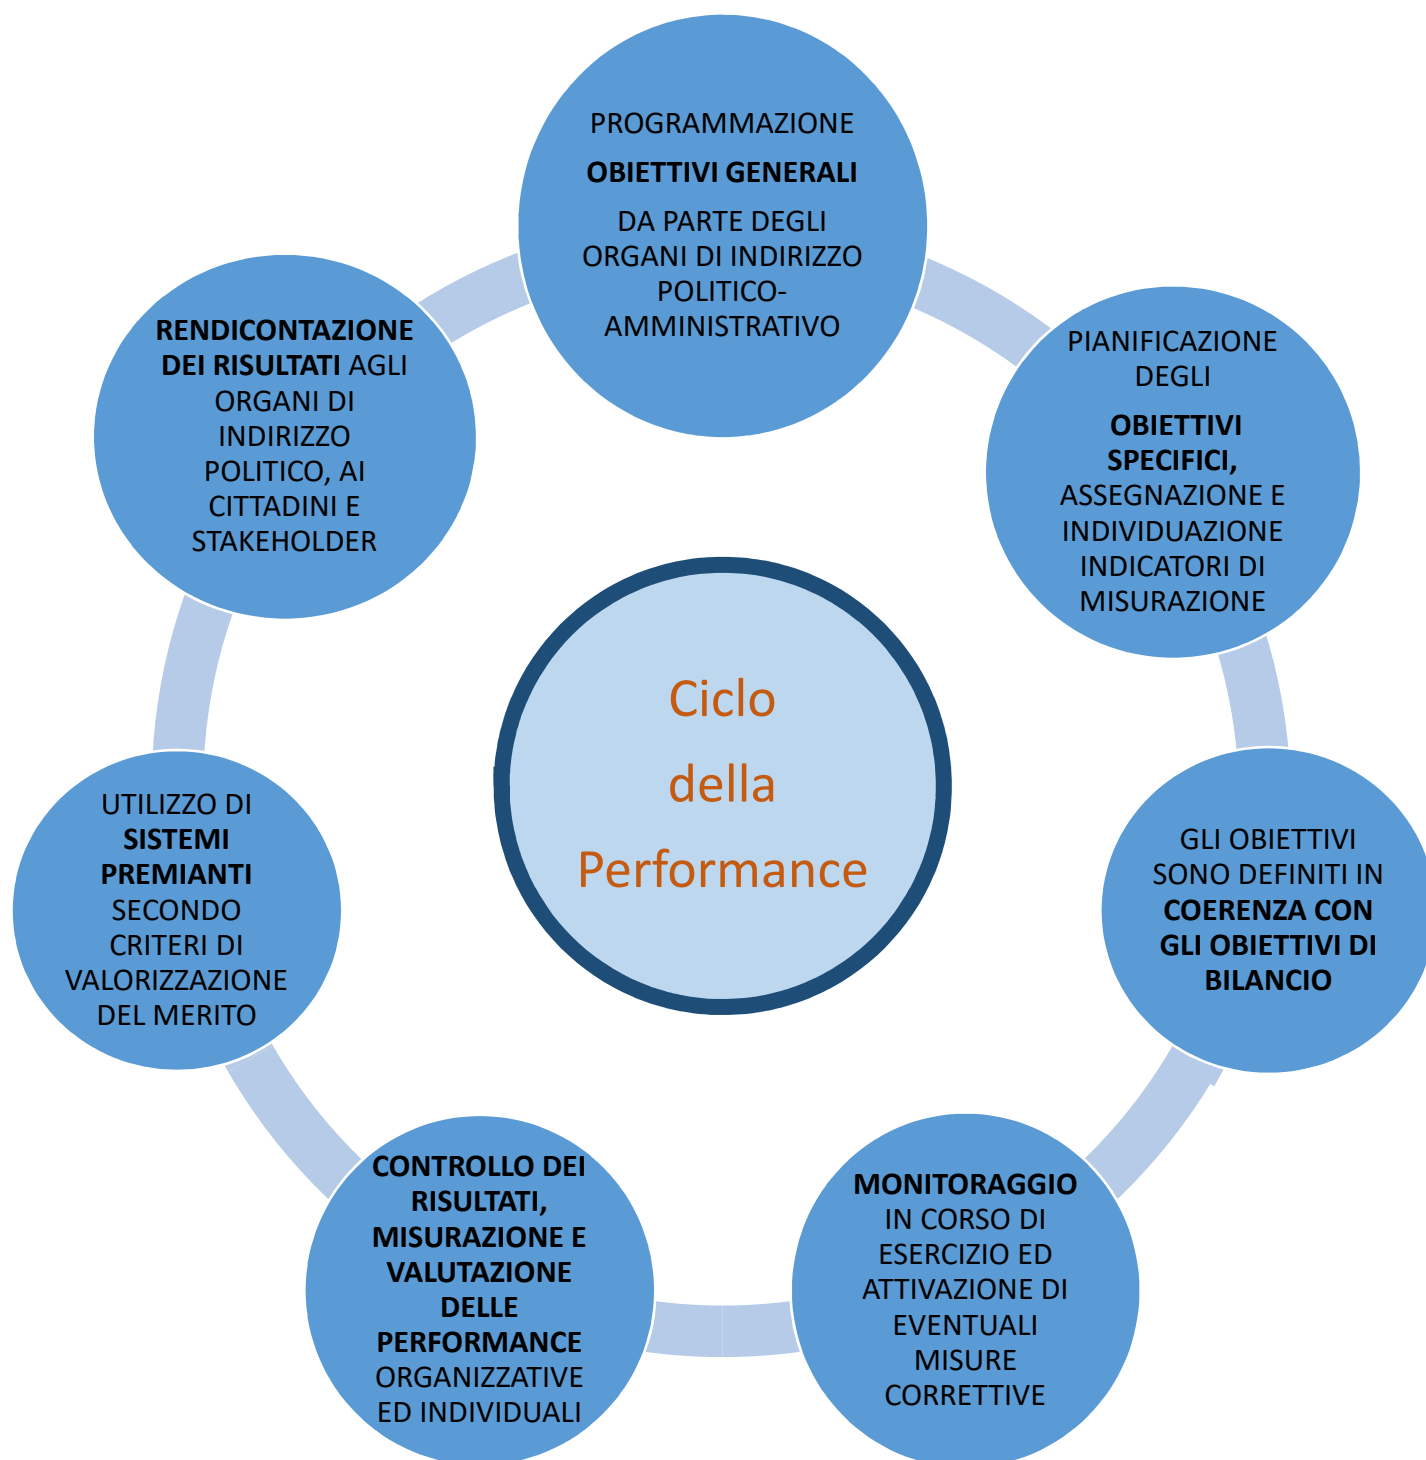 PROGRAMMAZIONE
OBIETTIVI GENERALI
DA PARTE DEGLI
ORGANI DI INDIRIZZO
POLITICO-
AMMINISTRATIVO
PIANIFICAZIONE
DEGLI
OBIETTIVI
SPECIFICI,
ASSEGNAZIONE E
INDIVIDUAZIONE
INDICATORI DI
MISURAZIONE
GLI OBIETTIVI
SONO DEFINITI IN
COERENZA CON
GLI OBIETTIVI DI
BILANCIO
MONITORAGGIO
IN CORSO DI
ESERCIZIO ED
ATTIVAZIONE DI
EVENTUALI
MISURE
CORRETTIVE
CONTROLLO DEI
RISULTATI,
MISURAZIONE E
VALUTAZIONE
DELLE
PERFORMANCE
ORGANIZZATIVE
ED INDIVIDUALI
UTILIZZO DI
SISTEMI
PREMIANTI
SECONDO
CRITERI DI
VALORIZZAZIONE
DEL MERITO
RENDICONTAZIONE
DEI RISULTATI AGLI
ORGANI DI
INDIRIZZO
POLITICO, AI
CITTADINI E
STAKEHOLDER
Ciclo
della
Performance